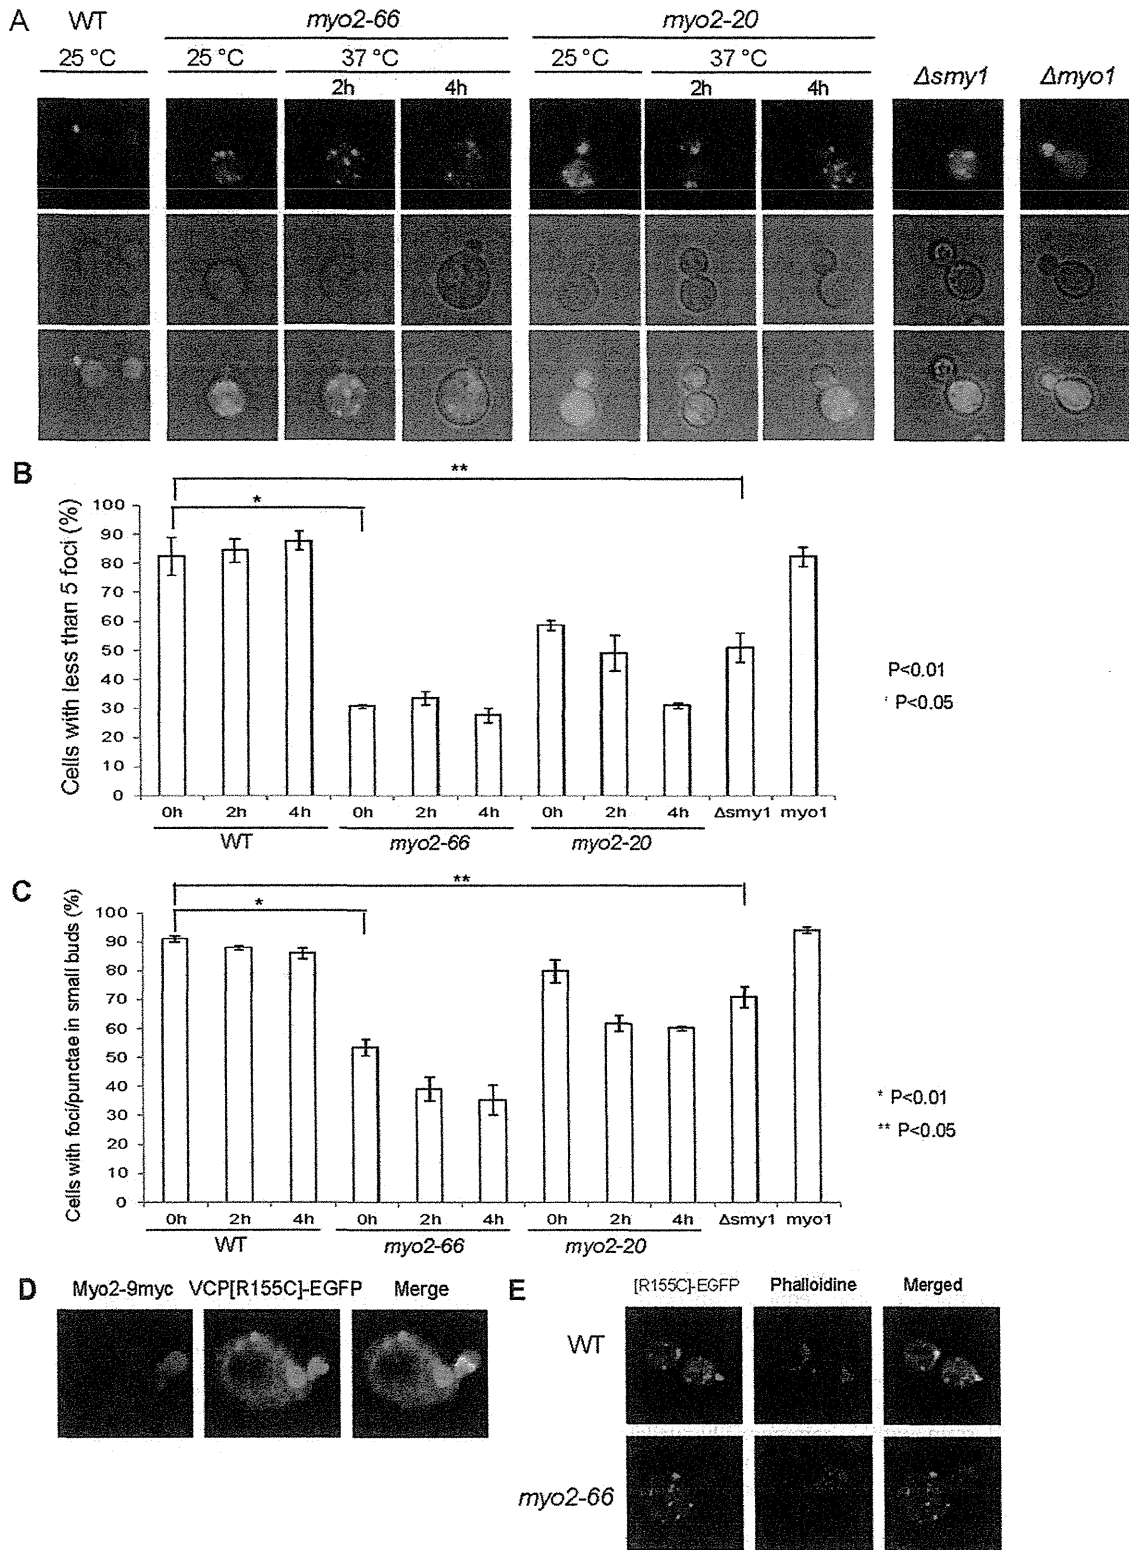 A
WT
myo2-66
myo2-20
25 °C
25 °C
37 °C
25 °C
37 °C
Δsmy1
Δmyo1
2h
4h
2h
4h
B
Cells with less than 5 foci (%)
**
*
100
90
80
70
60
50
40
30
20
10
0
0h 2h 4h 0h 2h 4h 0h 2h 4h Δsmy1 myo1
WT
myo2-66
myo2-20
P<0.01
P<0.05
C
Cells with foci/punctae in small buds (%)
**
*
100
90
80
70
60
50
40
30
20
10
0
0h 2h 4h 0h 2h 4h 0h 2h 4h Δsmy1 myo1
WT
myo2-66
myo2-20
* P<0.01
** P<0.05
D
Myo2-9myc VCP[R155C]-EGFP Merge
E
[R155C]-EGFP Phalloidine Merged
WT
myo2-66